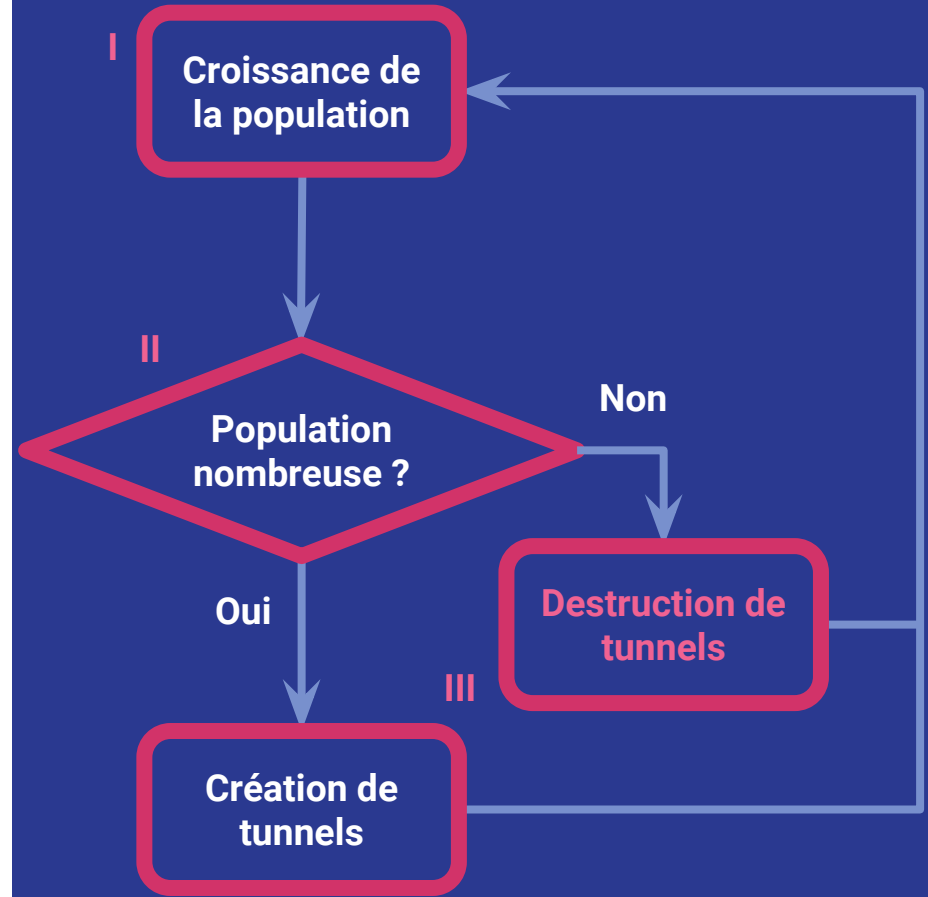 I
Croissance de
la population
II
Population
nombreuse ?
Non
Oui
Destruction de
tunnels
III
Création de
tunnels